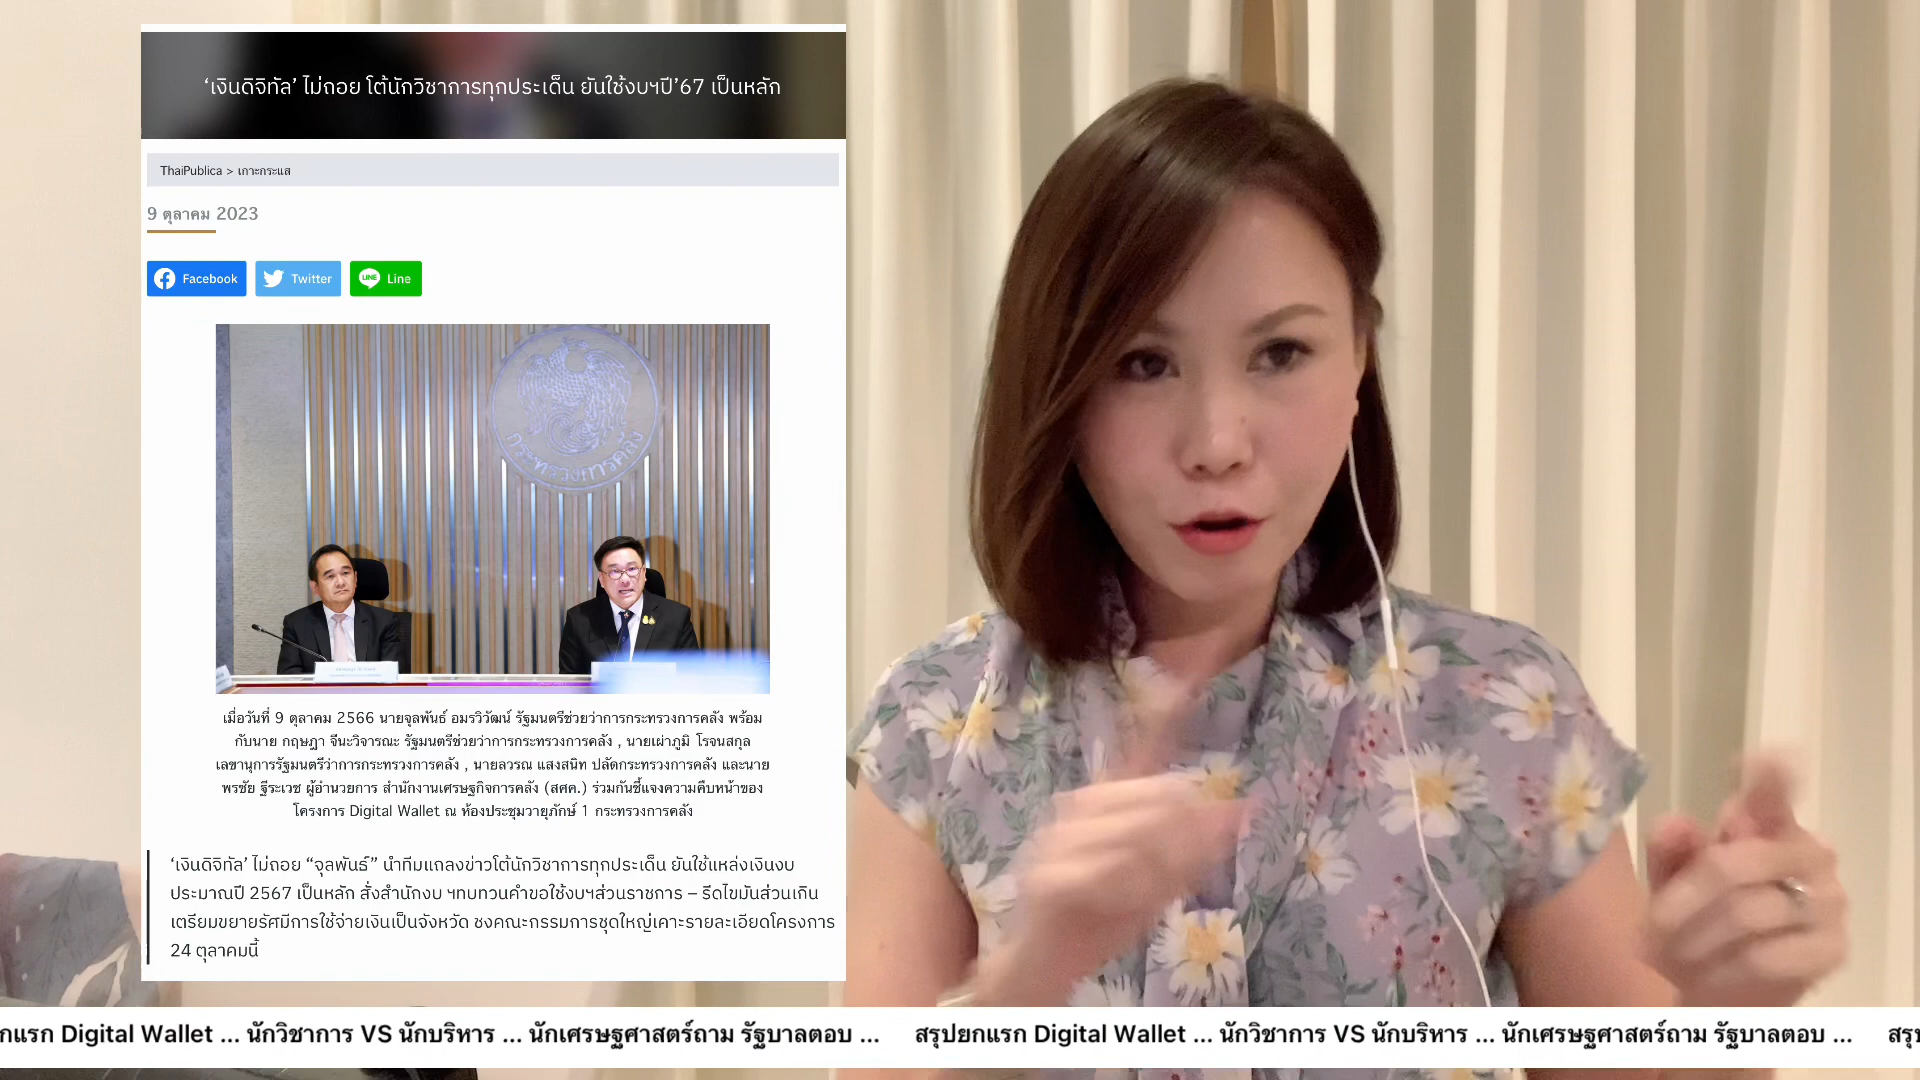 ‘เงินดิจิทัล’ ไม่ถอย โต้นักวิชาการทุกประเด็น ยันใช้งบฯปี’67 เป็นหลัก
ThaiPublica > เกาะกระแส
9 ตุลาคม 2023
Facebook Twitter Line
กระทรวงการคลัง
เมื่อวันที่ 9 ตุลาคม 2566 นายจุลพันธ์ อมรวิวัฒน์ รัฐมนตรีช่วยว่าการกระทรวงการคลัง พร้อม
กับนาย กฤษฎา จีนะวิจารณะ รัฐมนตรีช่วยว่าการกระทรวงการคลัง , นายเผ่าภูมิ โรจนสกุล
เลขานุการรัฐมนตรีว่าการกระทรวงการคลัง , นายลวรณ แสงสนิท ปลัดกระทรวงการคลัง และนาย
พรชัย ฐีระเวช ผู้อำนวยการ สำนักงานเศรษฐกิจการคลัง (สศค.) ร่วมกันชี้แจงความคืบหน้าของ
โครงการ Digital Wallet ณ ห้องประชุมวายุภักษ์ 1 กระทรวงการคลัง
‘เงินดิจิทัล’ ไม่ถอย “จุลพันธ์” นำทีมแถลงข่าวโต้นักวิชาการทุกประเด็น ยันใช้แหล่งเงินงบ
ประมาณปี 2567 เป็นหลัก สั่งสำนักงบ ฯทบทวนคำขอใช้งบฯส่วนราชการ – รีดไขมันส่วนเกิน
เตรียมขยายรัศมีการใช้จ่ายเงินเป็นจังหวัด ชงคณะกรรมการชุดใหญ่เคาะรายละเอียดโครงการ
24 ตุลาคมนี้
กแรก Digital Wallet ... นักวิชาการ VS นักบริหาร ... นักเศรษฐศาสตร์ถาม รัฐบาลตอบ ... สรุปยกแรก Digital Wallet ... นักวิชาการ VS นักบริหาร ... นักเศรษฐศาสตร์ถาม รัฐบาลตอบ ... สรุป